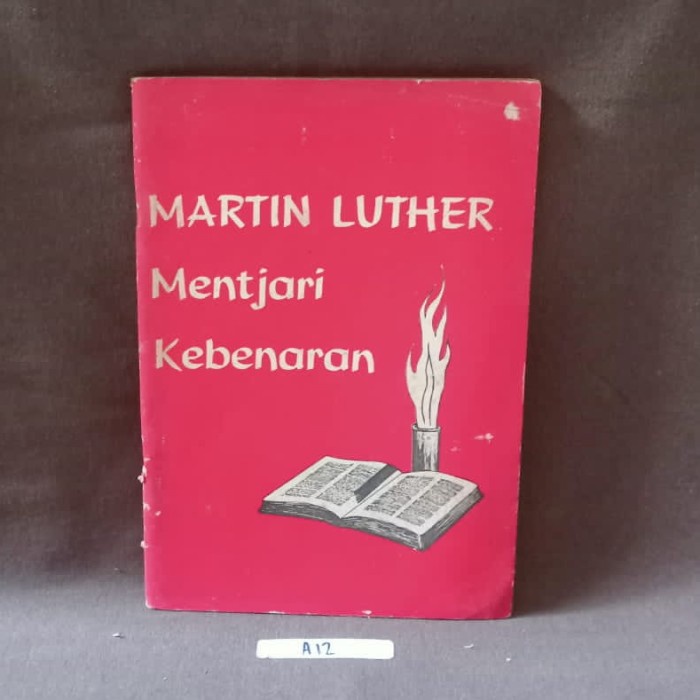 MARTIN LUTHER
Mentjari
Kebenaran
A12